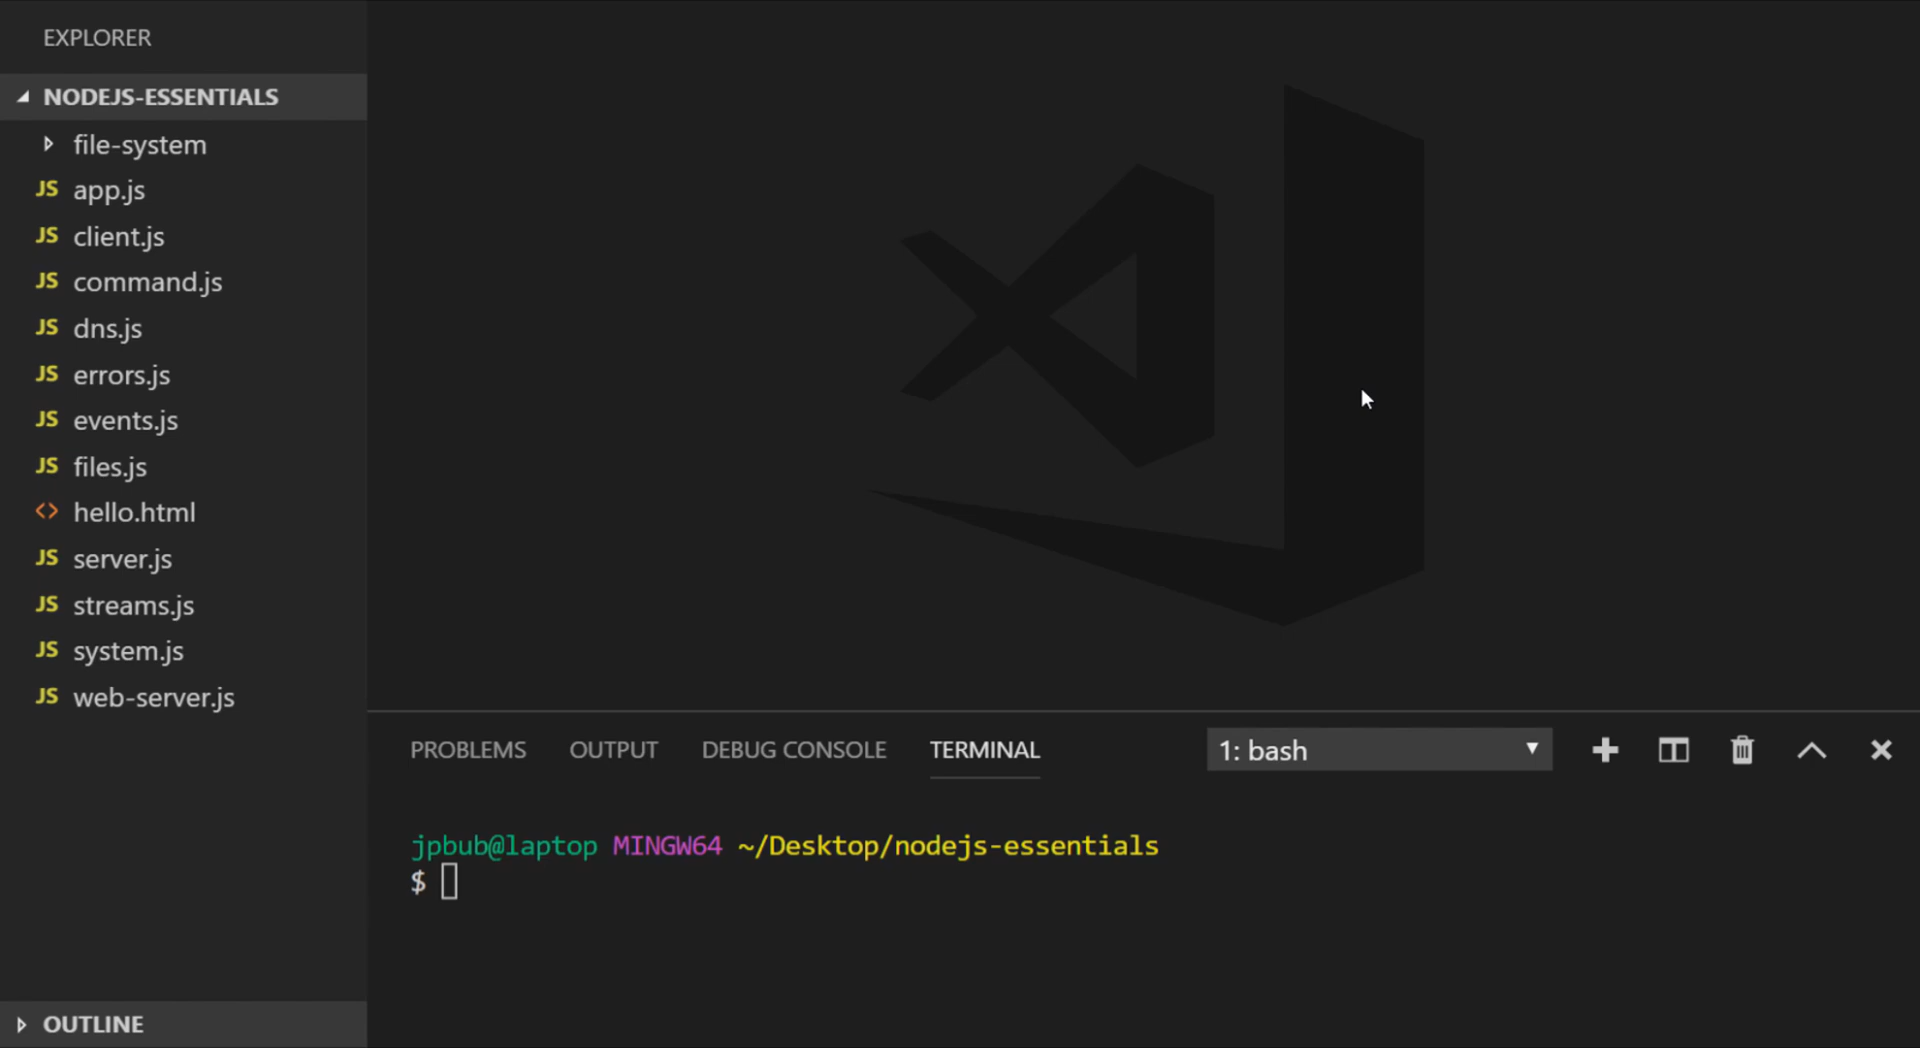 EXPLORER
NODEJS-ESSENTIALS
file-system
JS app.js
JS client.js
JS command.js
JS dns.js
JS errors.js
JS events.js
JS files.js
<> hello.html
JS server.js
JS streams.js
JS system.js
JS web-server.js
OUTLINE
PROBLEMS OUTPUT DEBUG CONSOLE TERMINAL 1: bash
jpbub@laptop MINGW64 ~/Desktop/nodejs-essentials
$